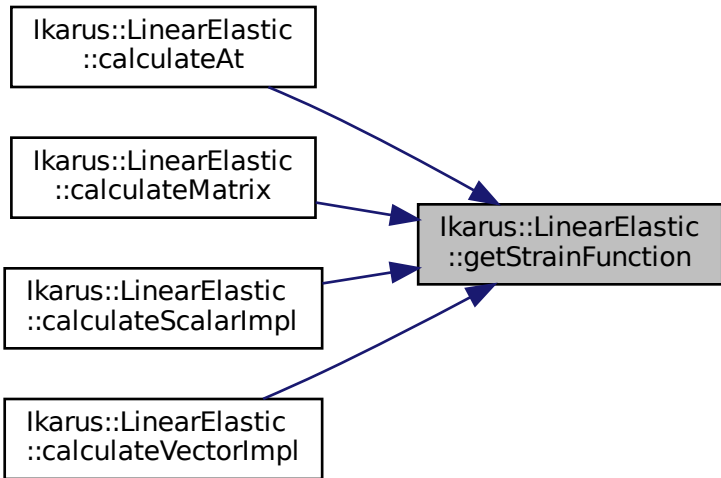 Ikarus::LinearElastic
::calculateAt
Ikarus::LinearElastic
::calculateMatrix
Ikarus::LinearElastic
::getStrainFunction
Ikarus::LinearElastic
::calculateScalarImpl
Ikarus::LinearElastic
::calculateVectorImpl